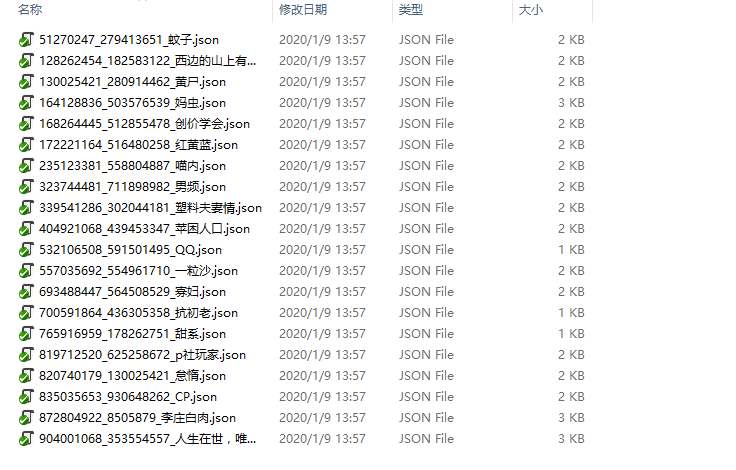 名称 修改日期 类型 大小
51270247_279413651_蚊子.json 2020/1/9 13:57 JSON File 2 KB
128262454_182583122_西边的山上有... 2020/1/9 13:57 JSON File 2 KB
130025421_280914462_莆尸.json 2020/1/9 13:57 JSON File 2 KB
164128836_503576539_妈虫.json 2020/1/9 13:57 JSON File 3 KB
168264445_512855478_创价学会.json 2020/1/9 13:57 JSON File 2 KB
172221164_516480258_红黄蓝.json 2020/1/9 13:57 JSON File 2 KB
235123381_558804887_喵内.json 2020/1/9 13:57 JSON File 2 KB
323744481_711898982_男频.json 2020/1/9 13:57 JSON File 2 KB
339541286_302044181_塑料夫妻情.json 2020/1/9 13:57 JSON File 2 KB
404921068_439453347_苹困人口.json 2020/1/9 13:57 JSON File 2 KB
532106508_591501495_QQ.json 2020/1/9 13:57 JSON File 1 KB
557035692_554961710_一粒沙.json 2020/1/9 13:57 JSON File 2 KB
693488447_564508529_寡妇.json 2020/1/9 13:57 JSON File 2 KB
700591864_436305358_抗初老.json 2020/1/9 13:57 JSON File 1 KB
765916959_178262751_甜系.json 2020/1/9 13:57 JSON File 1 KB
819712520_625258672_p社玩家.json 2020/1/9 13:57 JSON File 2 KB
820740179_130025421_怠惰.json 2020/1/9 13:57 JSON File 2 KB
835035653_930648262_CP.json 2020/1/9 13:57 JSON File 2 KB
872804922_8505879_李庄白肉.json 2020/1/9 13:57 JSON File 3 KB
904001068_353554557_人生在世，唯... 2020/1/9 13:57 JSON File 3 KB